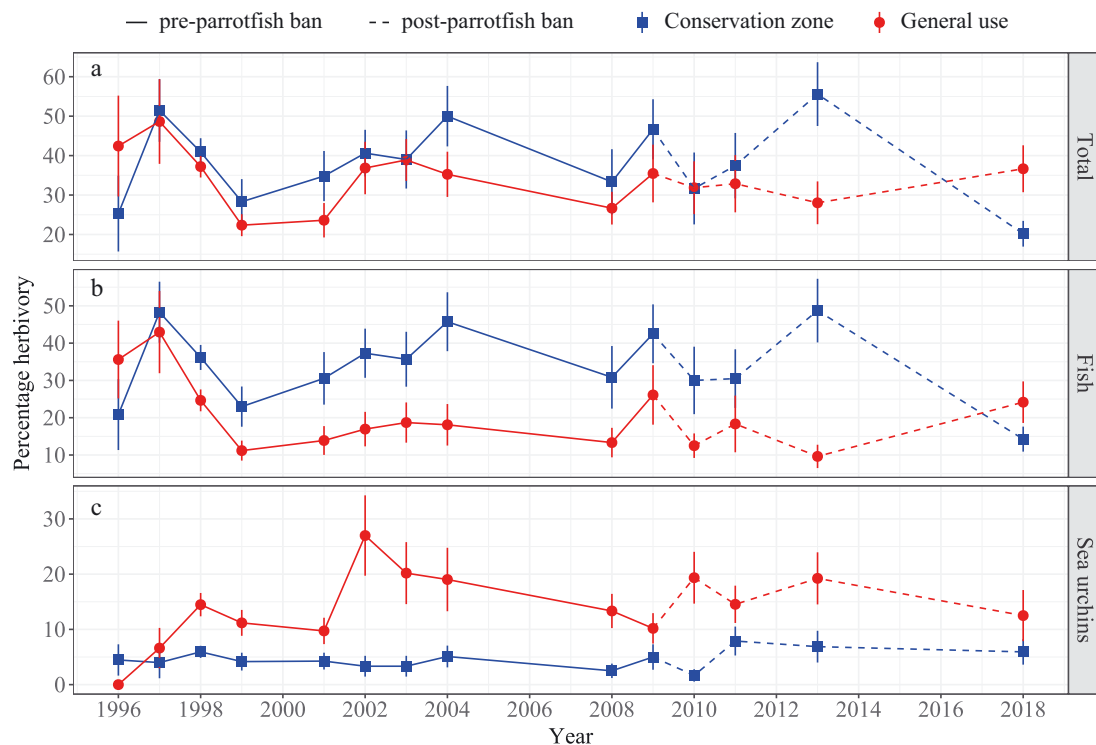 pre-parrotfish ban post-parrotfish ban Conservation zone General use
a
60
50
40
30
20
Total
b
50
40
30
20
10
Fish
c
30
20
10
0
Sea urchins
Percentage herbivory
1996 1998 2000 2002 2004 2006 2008 2010 2012 2014 2016 2018
Year